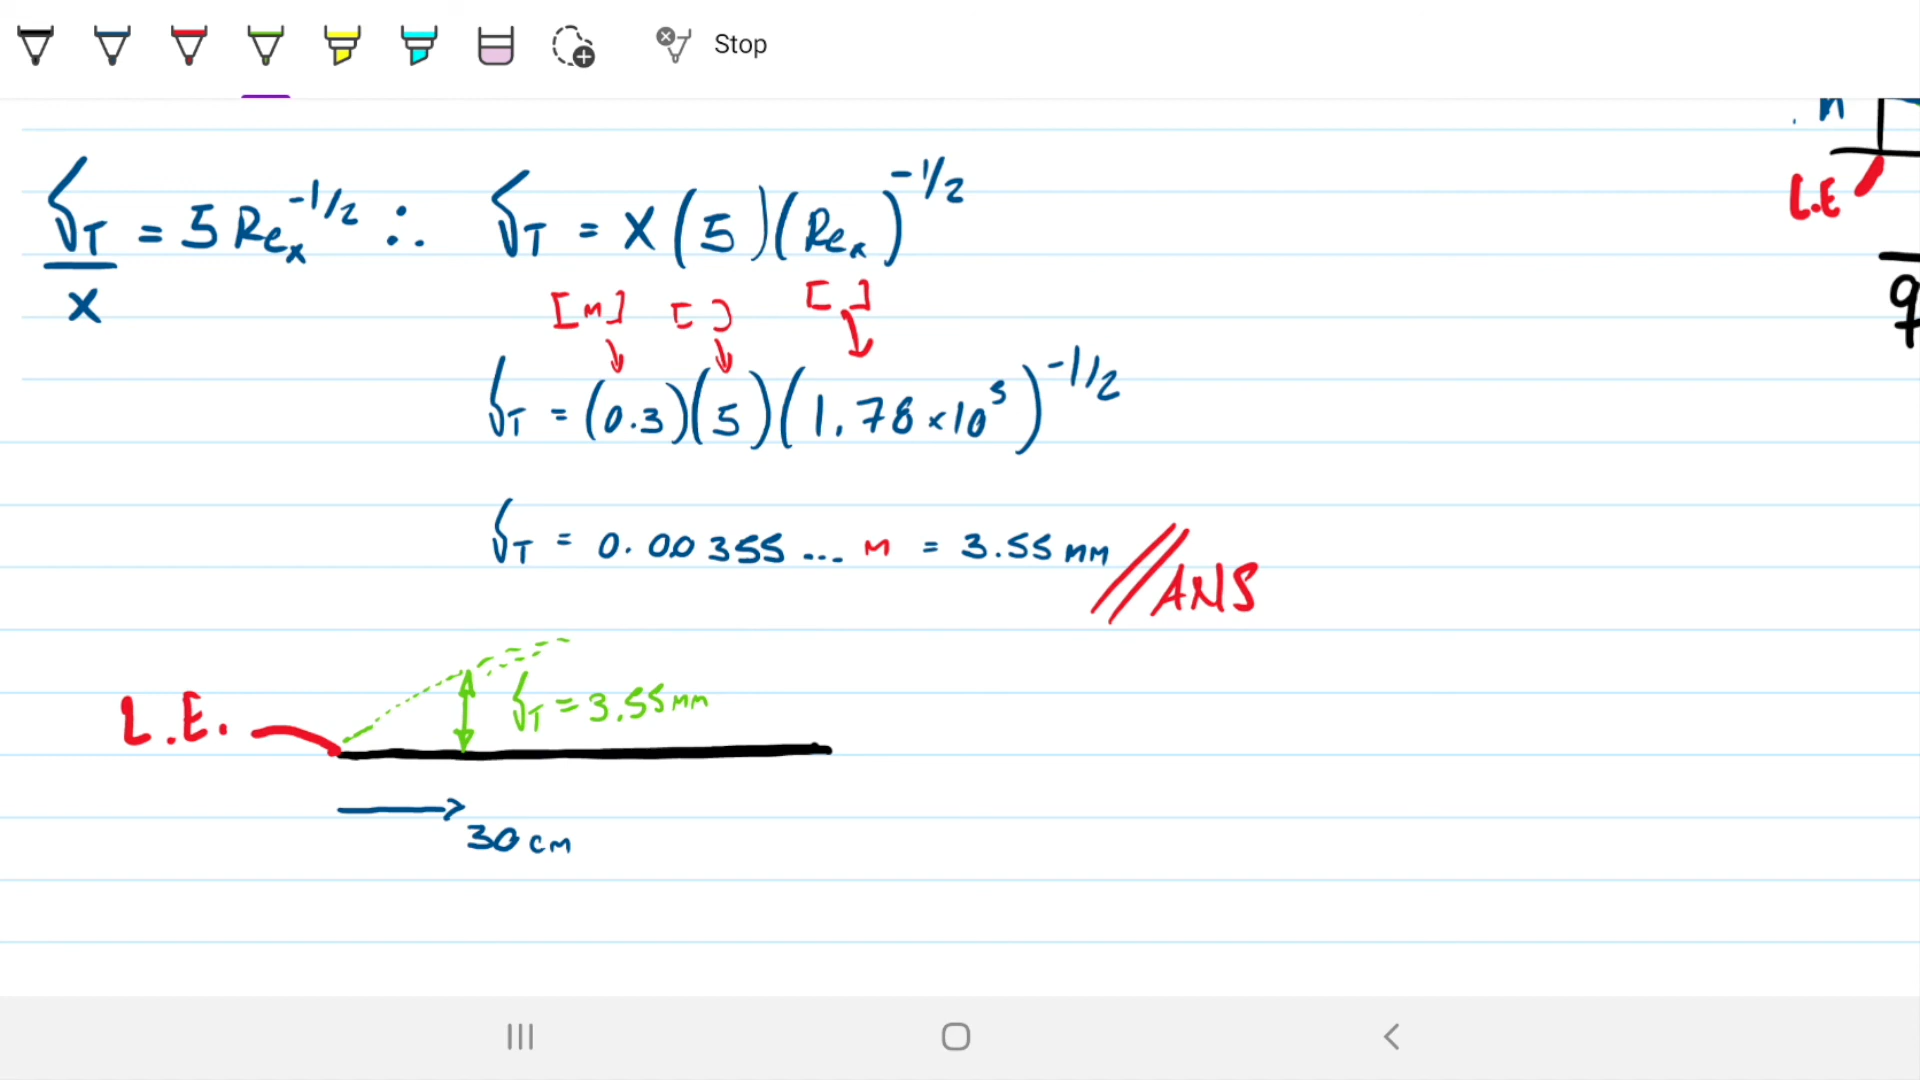 Stop
n
L.E
δT/x = 5 Rex^-1/2 ∴ δT = x(5)(Rex)^-1/2
[m] [ ] [ ]
δT = (0.3)(5)(1.78×10^5)^-1/2
δT = 0.00355... m = 3.55 mm // ANS
L.E.
δT = 3.55 mm
30 cm